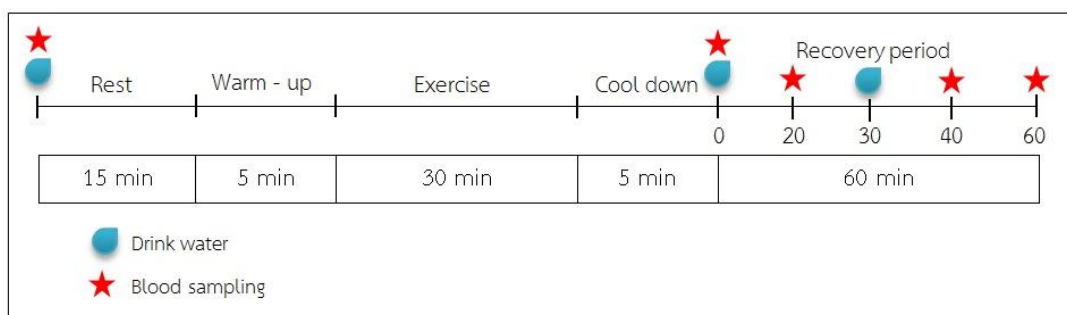 Recovery period
Rest Warm - up Exercise Cool down
0 20 30 40 60
15 min 5 min 30 min 5 min 60 min
Drink water
Blood sampling